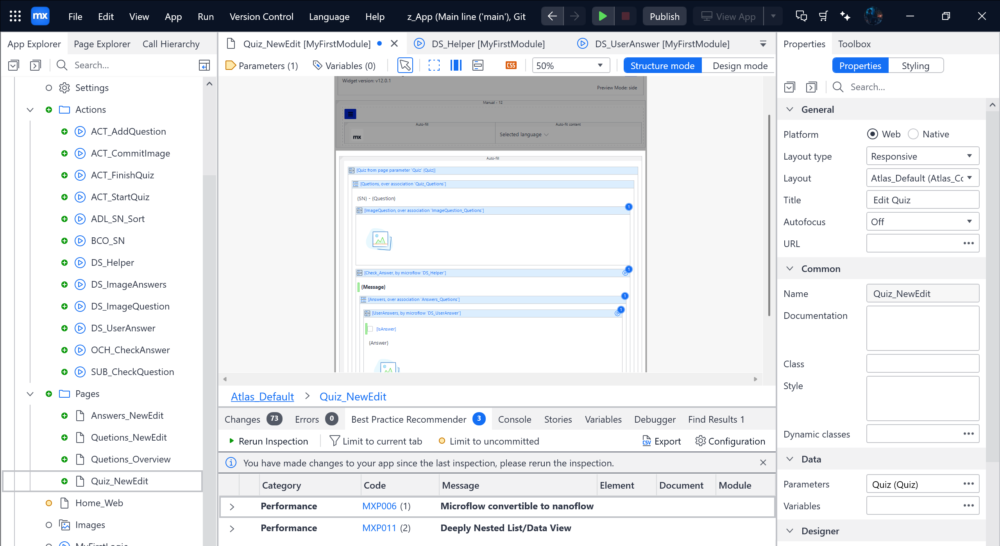 mx File Edit View App Run Version Control Language Help z_App (Main line ('main'), Git Publish View App
App Explorer Page Explorer Call Hierarchy
Search...
Settings
Actions
ACT_AddQuestion
ACT_CommitImage
ACT_FinishQuiz
ACT_StartQuiz
ADL_SN_Sort
BCO_SN
DS_Helper
DS_ImageAnswers
DS_ImageQuestion
DS_UserAnswer
OCH_CheckAnswer
SUB_CheckQuestion
Pages
Answers_NewEdit
Quetions_NewEdit
Quetions_Overview
Quiz_NewEdit
Home_Web
Images
Quiz_NewEdit [MyFirstModule] DS_Helper [MyFirstModule] DS_UserAnswer [MyFirstModule]
Parameters (1) Variables (0) CSS 50% Structure mode Design mode
Widget version: v12.0.1
Preview Mode: side
Manual - 12
Auto-fill Auto-fit content
mx Selected language
Auto-fill
[Quiz from page parameter 'Quiz' (Quiz)]
[Quetions, over association 'Quiz_Quetions']
{SN} - {Question}
[ImageQuestion, over association 'ImageQuestion_Quetions'] 1
[Check_Answer, by microflow 'DS_Helper'] 1
{Message}
[Answers, over association 'Answers_Quetions'] 1
[UserAnswers, by microflow 'DS_UserAnswer'] 1
[IsAnswer]
{Answer}
Atlas_Default > Quiz_NewEdit
Changes 73 Errors 0 Best Practice Recommender 3 Console Stories Variables Debugger Find Results 1
Rerun Inspection Limit to current tab Limit to uncommitted CSV Export Configuration
You have made changes to your app since the last inspection, please rerun the inspection.
Category Code Message Element Document Module
Performance MXP006 (1) Microflow convertible to nanoflow
Performance MXP011 (2) Deeply Nested List/Data View
Properties Toolbox
Properties Styling
Search...
General
Platform Web Native
Layout type Responsive
Layout Atlas_Default (Atlas_Cc
Title Edit Quiz
Autofocus Off
URL ...
Common
Name Quiz_NewEdit
Documentation
Class
Style
Dynamic classes ...
Data
Parameters Quiz (Quiz) ...
Variables ...
Designer